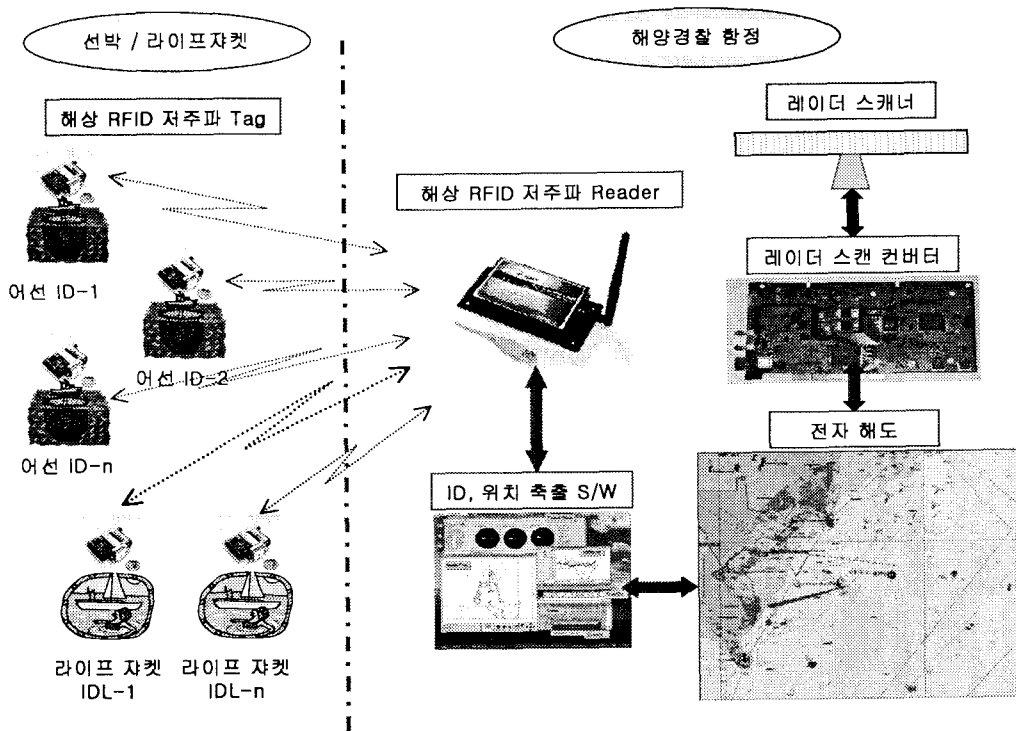 선박 / 라이프쟈켓
해양경찰 함정
해상 RFID 저주파 Tag
레이더 스캐너
해상 RFID 저주파 Reader
어선 ID-1
레이더 스캔 컨버터
어선 ID-2
어선 ID-n
전자 해도
ID, 위치 축출 S/W
라이프 쟈켓
IDL-1
라이프 쟈켓
IDL-n